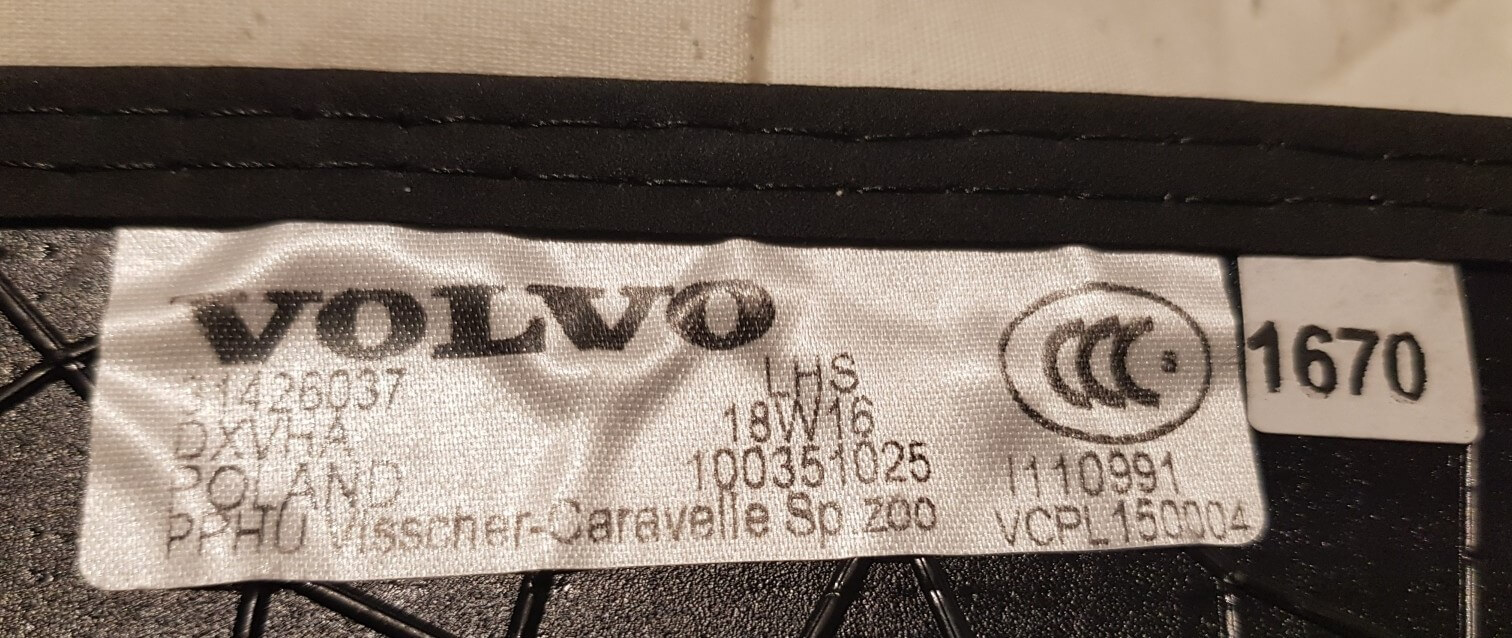 VOLVO
31426037 LHS
DXVHA 18W16
POLAND 100351025
PPHU Visscher-Caravelle Sp.zoo
CCC S
I110991
VCPL150004
1670